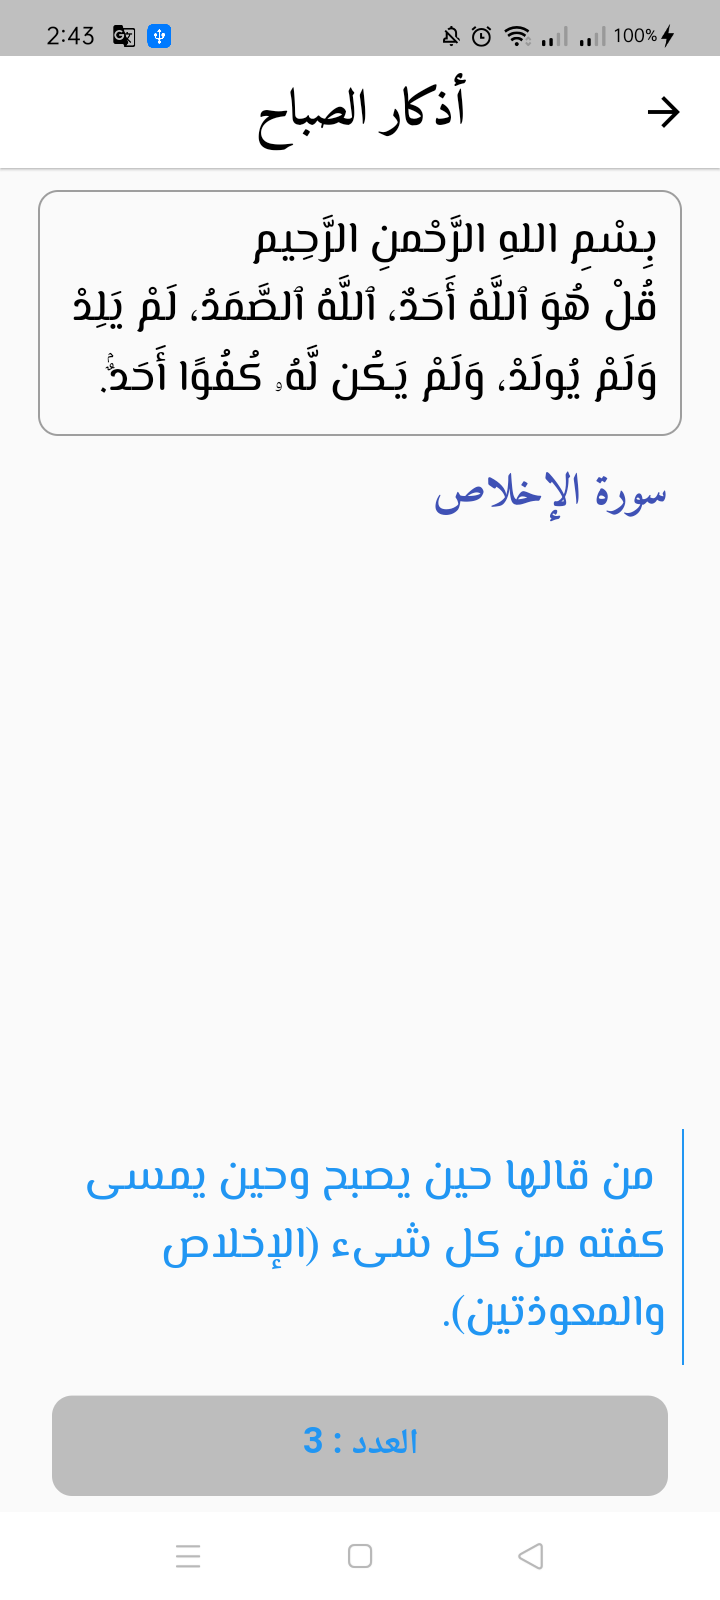 2:43
100%
أذكار الصباح
بِسْمِ اللهِ الرَّحْمنِ الرَّحِيم
قُلْ هُوَ ٱللَّهُ أَحَدٌ، ٱللَّهُ ٱلصَّمَدُ، لَمْ يَلِدْ
وَلَمْ يُولَدْ، وَلَمْ يَكُن لَّهُۥ كُفُوًا أَحَدٌۢ.
سورة الإخلاص
من قالها حين يصبح وحين يمسى
كفته من كل شىء (الإخلاص
والمعوذتين).
العدد : 3